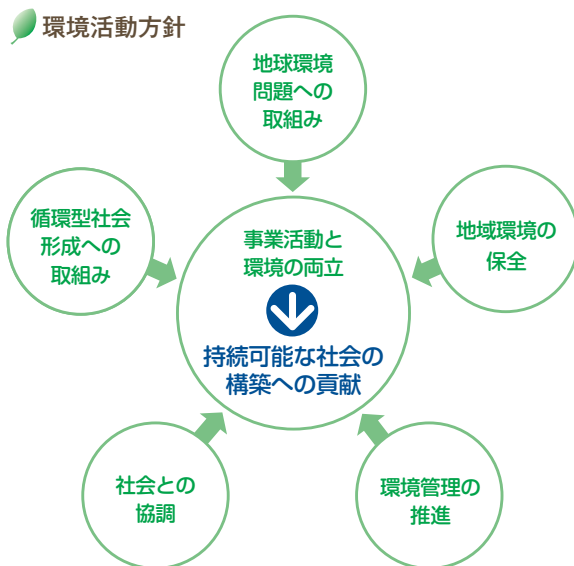 環境活動方針
地球環境
問題への
取組み
循環型社会
形成への
取組み
事業活動と
環境の両立
持続可能な社会の
構築への貢献
地域環境の
保全
社会との
協調
環境管理の
推進